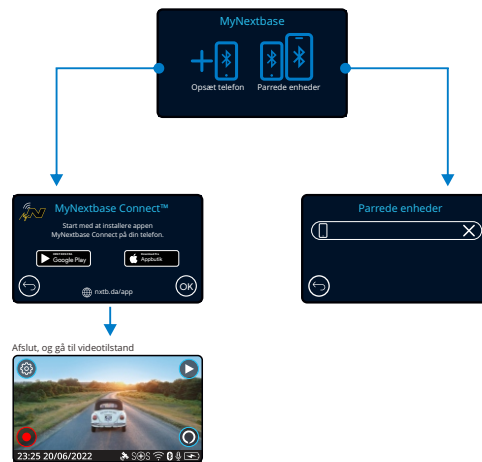 MyNextbase
Opsæt telefon
Parrede enheder
MyNextbase Connect™
Start med at installere appen
MyNextbase Connect på din telefon.
Google Play
Appbutik
nxtb.da/app
OK
Parrede enheder
Afslut, og gå til videotilstand
23:25 20/06/2022
SOS